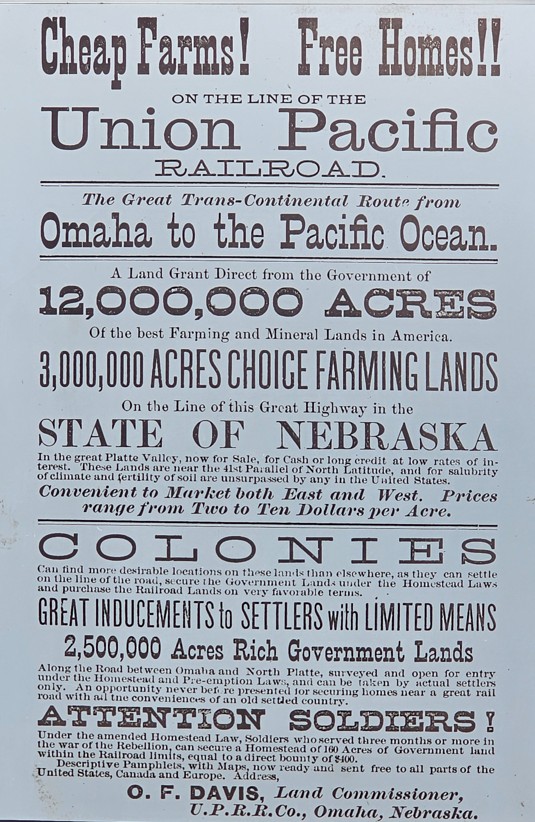 Cheap Farms! Free Homes!!
ON THE LINE OF THE
Union Pacific
RAILROAD.
The Great Trans-Continental Route from
Omaha to the Pacific Ocean.
A Land Grant Direct from the Government of
12,000,000 ACRES
Of the best Farming and Mineral Lands in America.
3,000,000 ACRES CHOICE FARMING LANDS
On the Line of this Great Highway in the
STATE OF NEBRASKA
In the great Platte Valley, now for Sale, for Cash or long credit at low rates of in-
terest. These Lands are near the 41st Parallel of North Latitude, and for salubrity
of climate and fertility of soil are unsurpassed by any in the United States.
Convenient to Market both East and West. Prices
range from Two to Ten Dollars per Acre.
COLONIES
Can find more desirable locations on these lands than elsewhere, as they can settle
on the line of the road, secure the Government Lands under the Homestead Laws
and purchase the Railroad Lands on very favorable terms.
GREAT INDUCEMENTS to SETTLERS with LIMITED MEANS
2,500,000 Acres Rich Government Lands
Along the Road between Omaha and North Platte, surveyed and open for entry
under the Homestead and Pre-emption Laws, and can be taken by actual settlers
only. An opportunity never before presented for securing homes near a great rail
road with all the conveniences of an old settled country.
ATTENTION SOLDIERS!
Under the amended Homestead Law, Soldiers who served three months or more in
the war of the Rebellion, can secure a Homestead of 160 Acres of Government land
within the Railroad limits, equal to a direct bounty of $400.
Descriptive Pamphlets, with Maps, now ready and sent free to all parts of the
United States, Canada and Europe. Address,
O. F. DAVIS, Land Commissioner,
U.P.R.R.Co., Omaha, Nebraska.